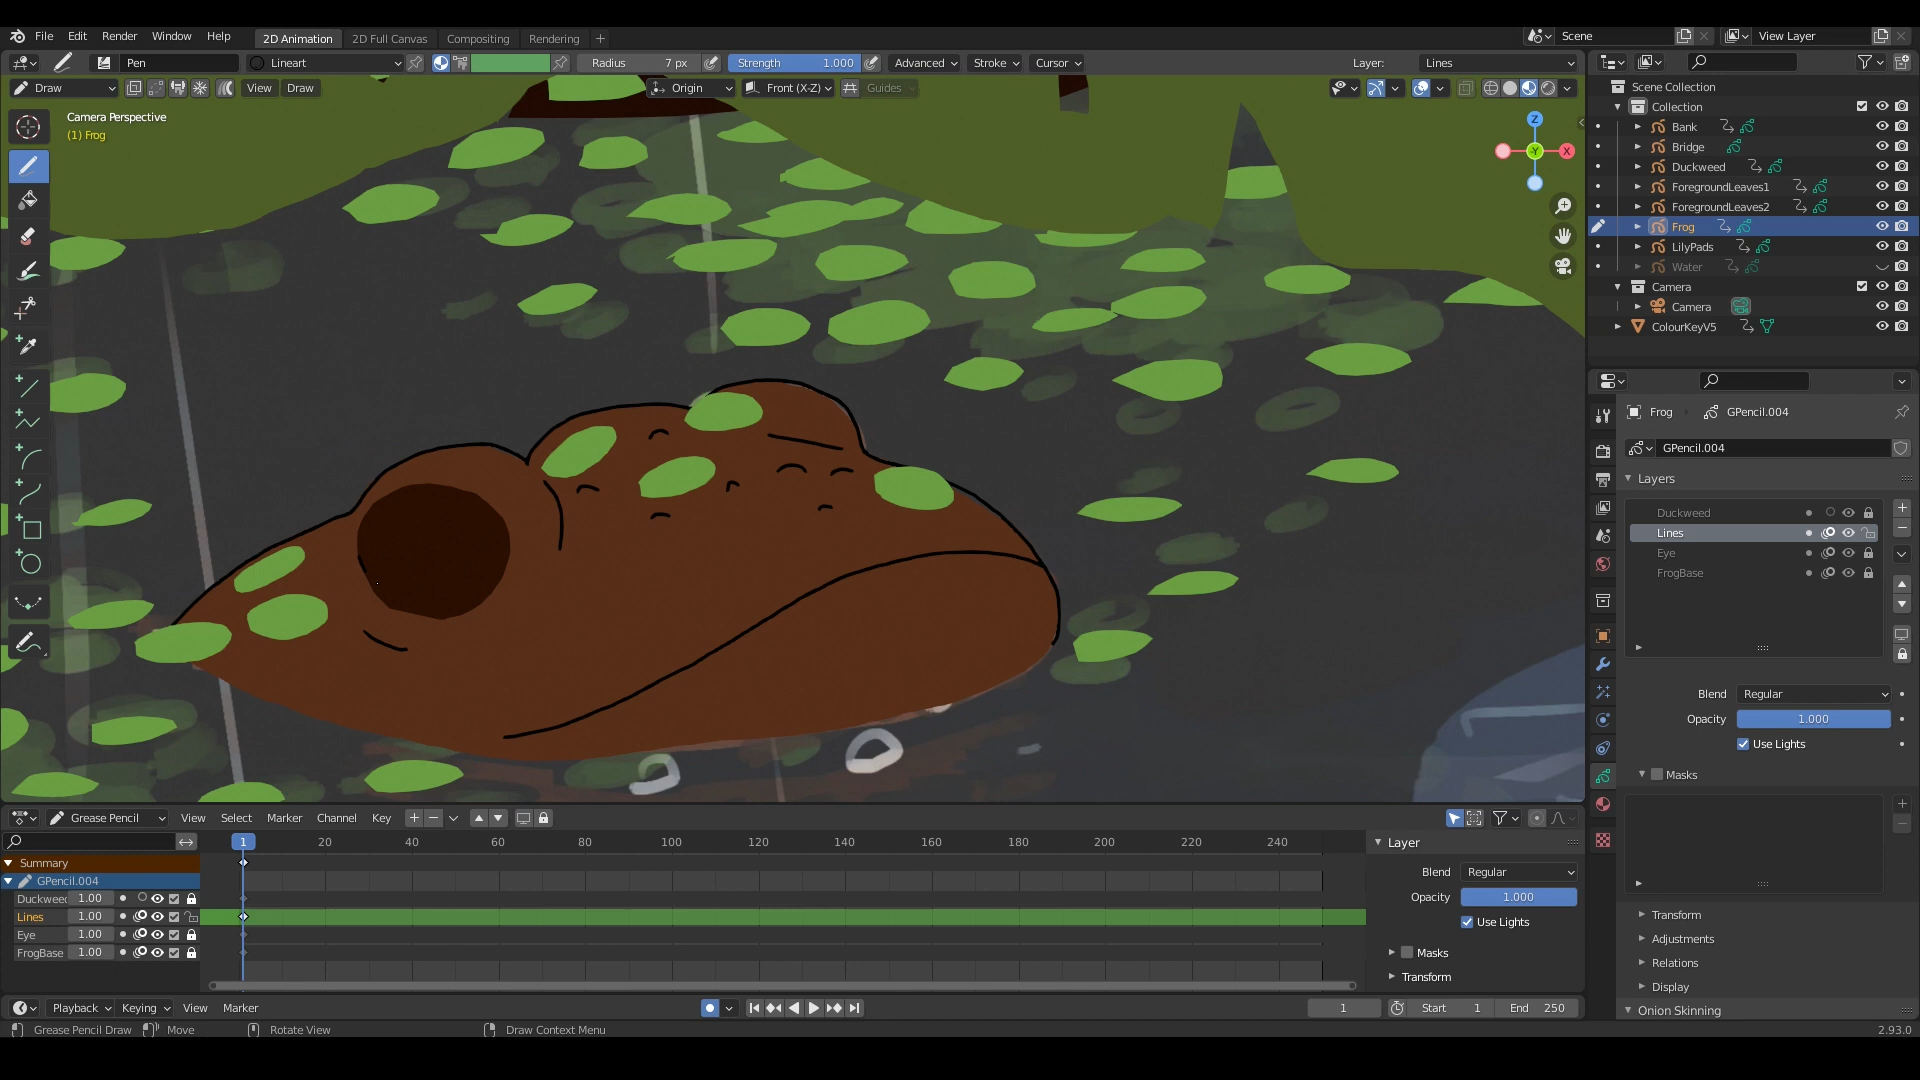 File Edit Render Window Help 2D Animation 2D Full Canvas Compositing Rendering + Scene View Layer
Pen Lineart Radius 7 px Strength 1.000 Advanced Stroke Cursor Layer: Lines
Draw View Draw Origin Front (X-Z) Guides
Camera Perspective
(1) Frog
Z
Y
X
Scene Collection
Collection
Bank
Bridge
Duckweed
ForegroundLeaves1
ForegroundLeaves2
Frog
LilyPads
Water
Camera
Camera
ColourKeyV5
Frog GPencil.004
GPencil.004
Layers
Duckweed
Lines
Eye
FrogBase
Blend Regular
Opacity 1.000
Use Lights
Masks
Transform
Adjustments
Relations
Display
Onion Skinning
Grease Pencil View Select Marker Channel Key
1 20 40 60 80 100 120 140 160 180 200 220 240
Summary
GPencil.004
Duckweed 1.00
Lines 1.00
Eye 1.00
FrogBase 1.00
Layer
Blend Regular
Opacity 1.000
Use Lights
Masks
Transform
Playback Keying View Marker 1 Start 1 End 250
Grease Pencil Draw Move Rotate View Draw Context Menu 2.93.0